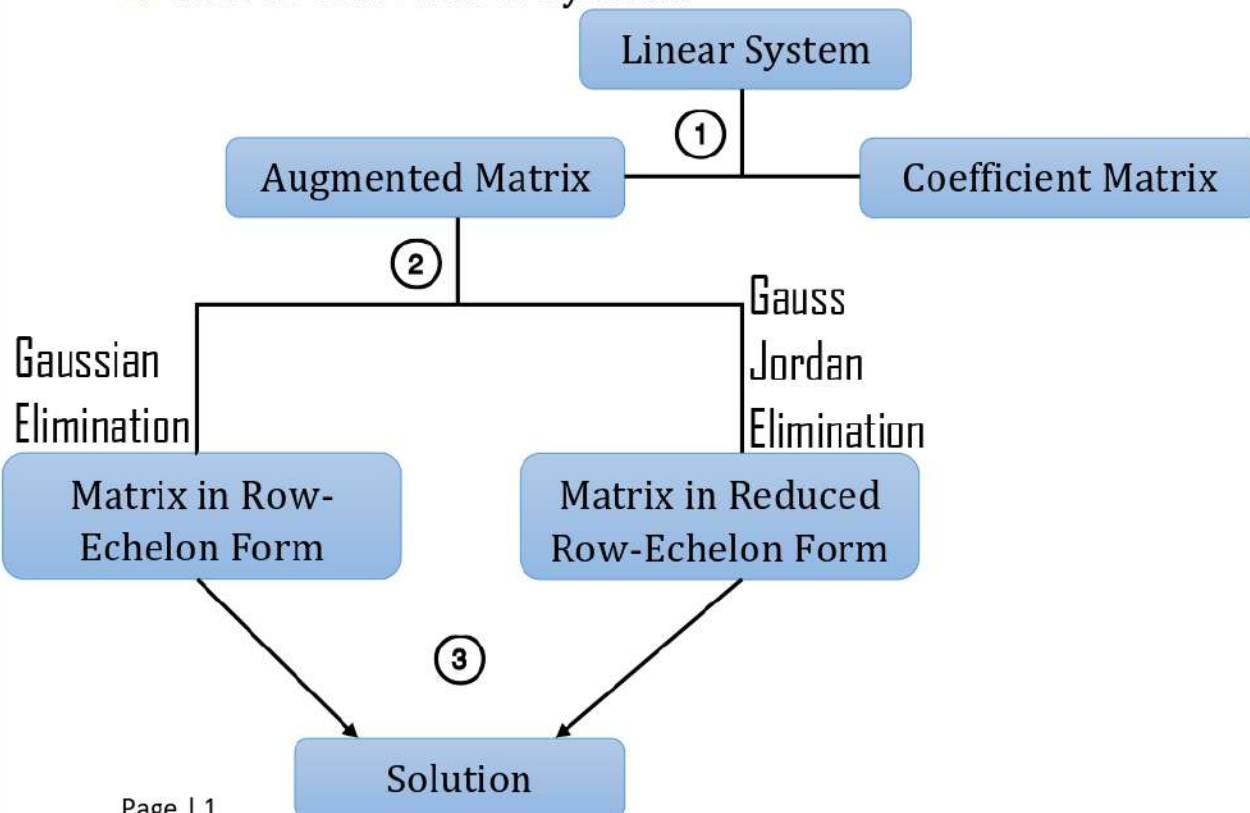 Linear System
1
Augmented Matrix
Coefficient Matrix
2
Gaussian
Elimination
Gauss
Jordan
Elimination
Matrix in Row-
Echelon Form
Matrix in Reduced
Row-Echelon Form
3
Solution
Page | 1